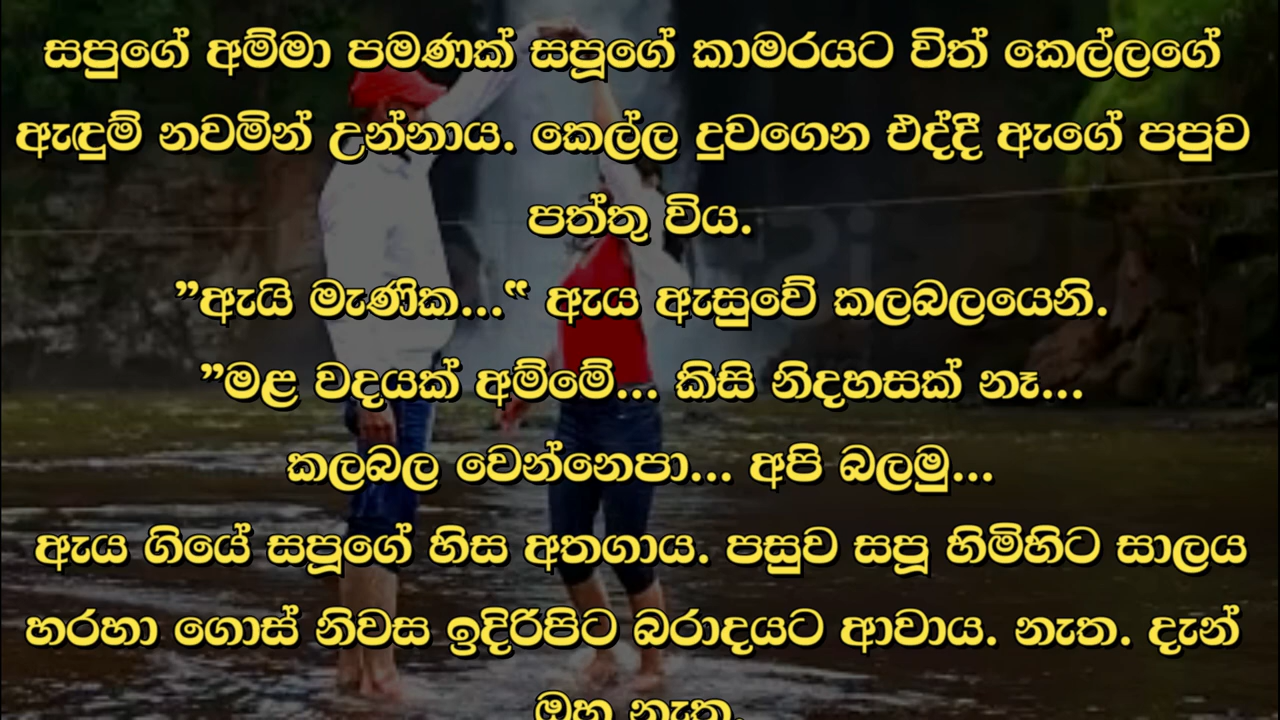 සපුගේ අම්මා පමණක් සපූගේ කාමරයට විත් කෙල්ලගේ
ඇඳුම් නවමින් උන්නාය. කෙල්ල දුවගෙන එද්දී ඇගේ පපුව
පත්තු විය.
”ඇයි මැණික...“ ඇය ඇසුවේ කලබලයෙනි.
”මළ වදයක් අම්මේ... කිසි නිදහසක් නෑ...
කලබල වෙන්නෙපා... අපි බලමු...
ඇය ගියේ සපූගේ හිස අතගාය. පසුව සපූ හිමිහිට සාලය
හරහා ගොස් නිවස ඉදිරිපිට බරාදයට ආවාය. නැත. දැන්
ඔහු නැත.